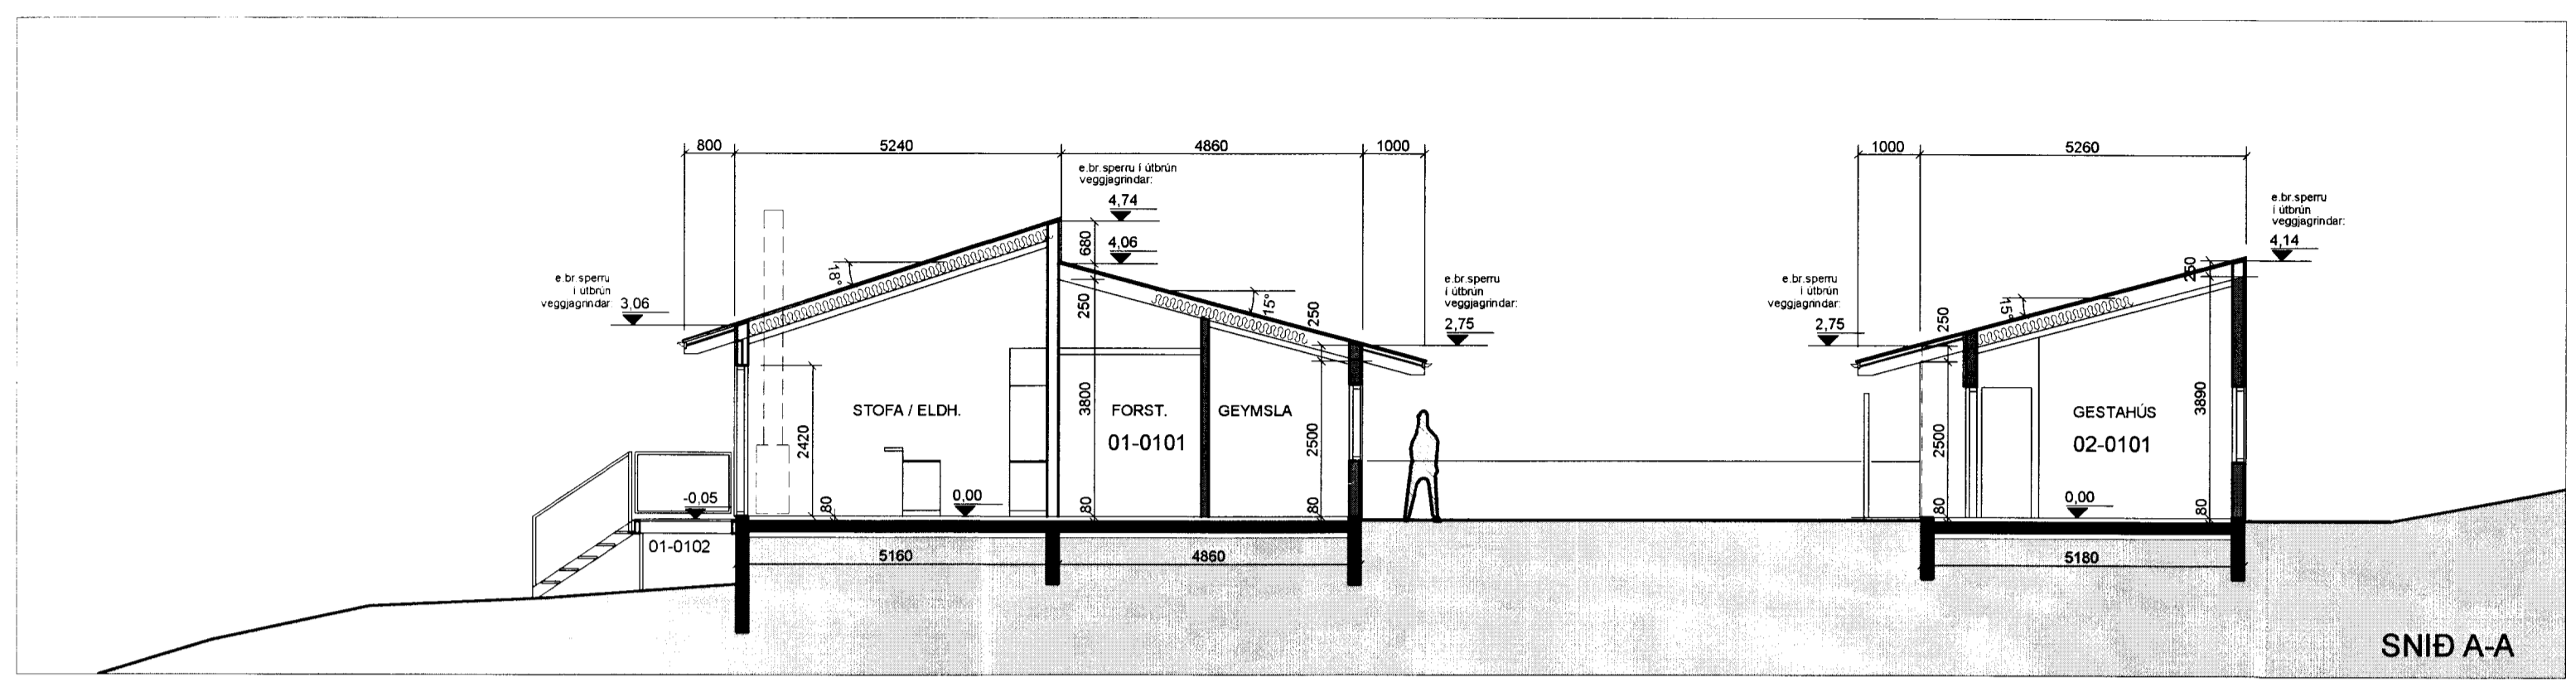 800
5240
4860
1000
1000
5260
e.br.sperru í útbrún
veggjagrindar:
4,74
680
4,06
e.br.sperru
í útbrún
veggjagrindar:
3,06
18°
250
15°
250
e.br.sperru
í útbrún
veggjagrindar:
2,75
e.br.sperru
í útbrún
veggjagrindar:
2,75
250
15°
250
e.br.sperru
í útbrún
veggjagrindar:
4,14
STOFA / ELDH.
FORST.
GEYMSLA
01-0101
2420
3800
2500
GESTAHÚS
02-0101
2500
3890
-0,05
80
0,00
80
80
80
0,00
80
01-0102
5160
4860
5180
SNIÐ A-A